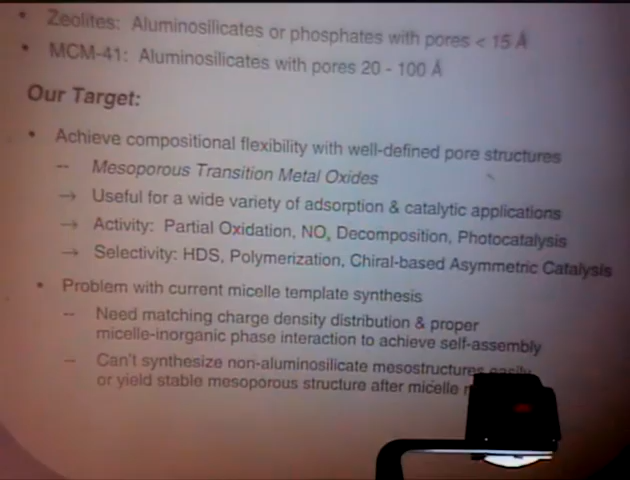 • Zeolites: Aluminosilicates or phosphates with pores < 15 Å
• MCM-41: Aluminosilicates with pores 20 - 100 Å
Our Target:
• Achieve compositional flexibility with well-defined pore structures
-- Mesoporous Transition Metal Oxides
→ Useful for a wide variety of adsorption & catalytic applications
→ Activity: Partial Oxidation, NOx Decomposition, Photocatalysis
→ Selectivity: HDS, Polymerization, Chiral-based Asymmetric Catalysis
• Problem with current micelle template synthesis
-- Need matching charge density distribution & proper
micelle-inorganic phase interaction to achieve self-assembly
-- Can't synthesize non-aluminosilicate mesostructures easily
or yield stable mesoporous structure after micelle